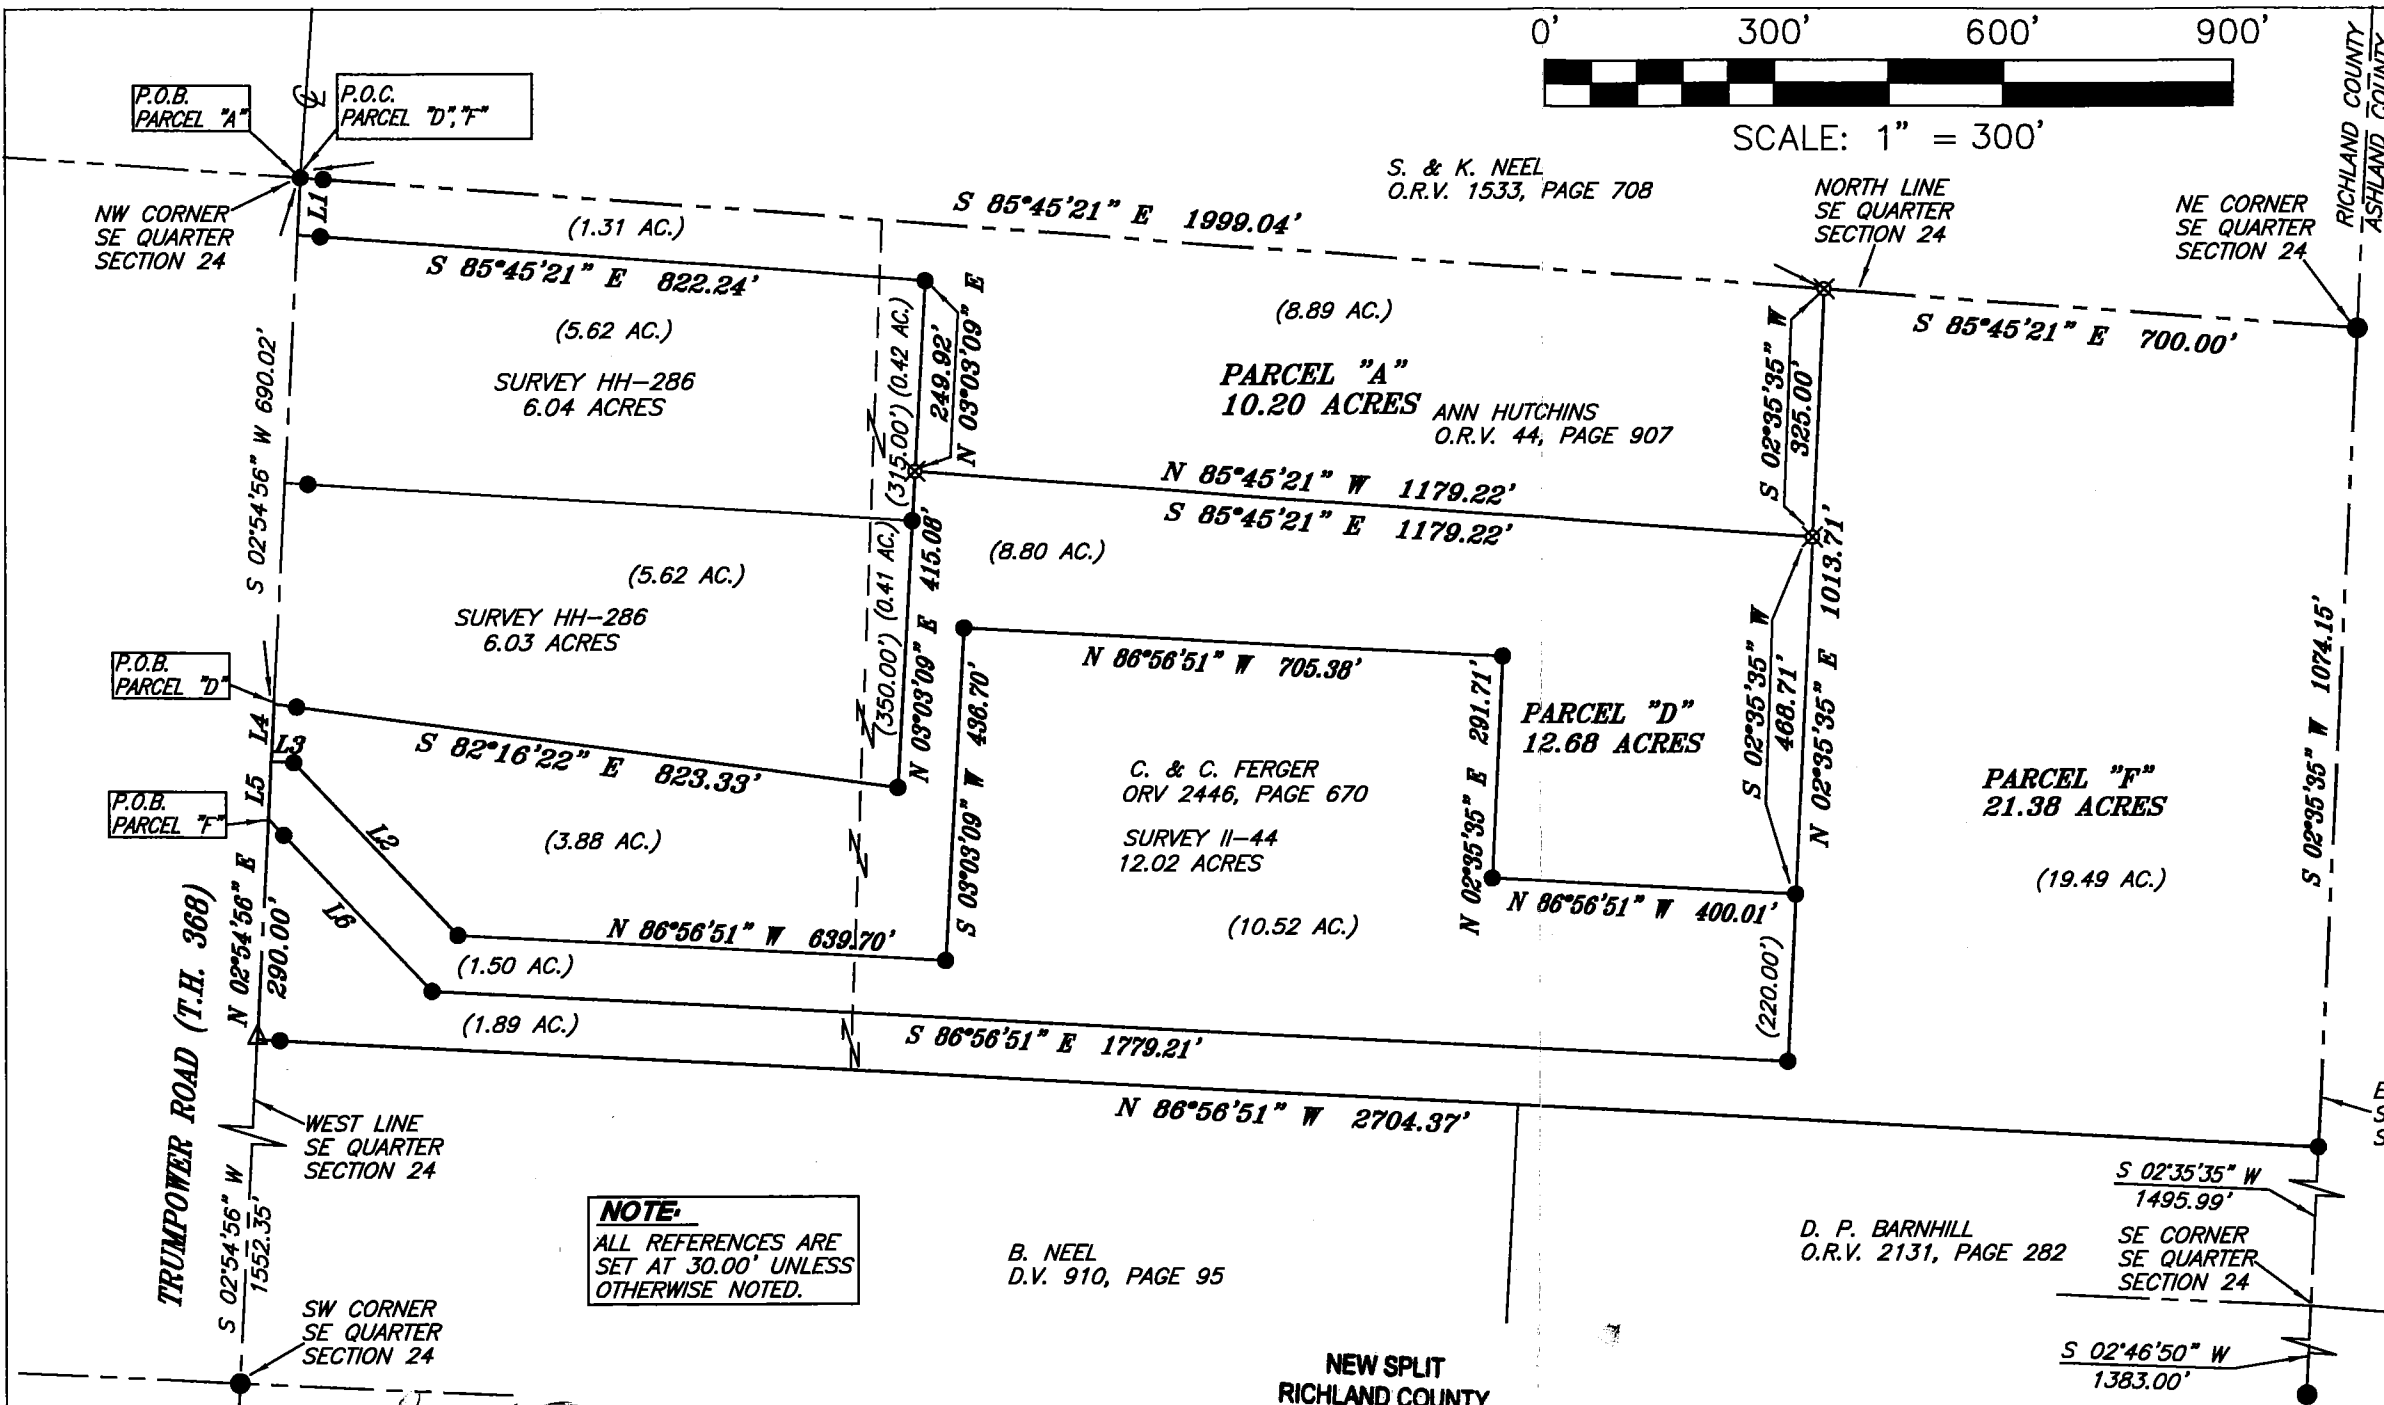 0' 300' 600' 900'
SCALE: 1" = 300'
RICHLAND COUNTY
ASHLAND COUNTY
P.O.B.
PARCEL "A"
P.O.C.
PARCEL "D","F"
NW CORNER
SE QUARTER
SECTION 24
L1
(1.31 AC.)
S 85°45'21" E 1999.04'
S. & K. NEEL
O.R.V. 1533, PAGE 708
NORTH LINE
SE QUARTER
SECTION 24
NE CORNER
SE QUARTER
SECTION 24
S 85°45'21" E 822.24'
S 85°45'21" E 700.00'
(5.62 AC.)
SURVEY HH-286
6.04 ACRES
(315.00') (0.42 AC.)
249.92'
N 03°03'09" E
(8.89 AC.)
PARCEL "A"
10.20 ACRES
ANN HUTCHINS
O.R.V. 44, PAGE 907
S 02°35'35" W
325.00'
S 02°54'56" W 690.02'
N 85°45'21" W 1179.22'
S 85°45'21" E 1179.22'
(5.62 AC.)
SURVEY HH-286
6.03 ACRES
(350.00') (0.41 AC.)
N 03°03'09" E 415.08'
(8.80 AC.)
N 02°35'35" E 1013.71'
S 02°35'35" W
468.71'
S 02°35'35" W 1074.15'
P.O.B.
PARCEL "D"
L4
L3
S 82°16'22" E 823.33'
N 86°56'51" W 705.38'
S 03°03'09" W 436.70'
N 02°35'35" E 291.71'
PARCEL "D"
12.68 ACRES
C. & C. FERGER
ORV 2446, PAGE 670
SURVEY II-44
12.02 ACRES
PARCEL "F"
21.38 ACRES
(19.49 AC.)
P.O.B.
PARCEL "F"
L5
L2
L6
(3.88 AC.)
N 86°56'51" W 400.01'
(10.52 AC.)
N 86°56'51" W 639.70'
(1.50 AC.)
(220.00')
N 02°54'56" E
290.00'
(1.89 AC.)
S 86°56'51" E 1779.21'
N 86°56'51" W 2704.37'
TRUMPOWER ROAD (T.H. 368)
WEST LINE
SE QUARTER
SECTION 24
S 02°54'56" W
1552.35'
NOTE:
ALL REFERENCES ARE
SET AT 30.00' UNLESS
OTHERWISE NOTED.
B. NEEL
D.V. 910, PAGE 95
D. P. BARNHILL
O.R.V. 2131, PAGE 282
S 02°35'35" W
1495.99'
SE CORNER
SE QUARTER
SECTION 24
SW CORNER
SE QUARTER
SECTION 24
S 02°46'50" W
1383.00'
NEW SPLIT
RICHLAND COUNTY